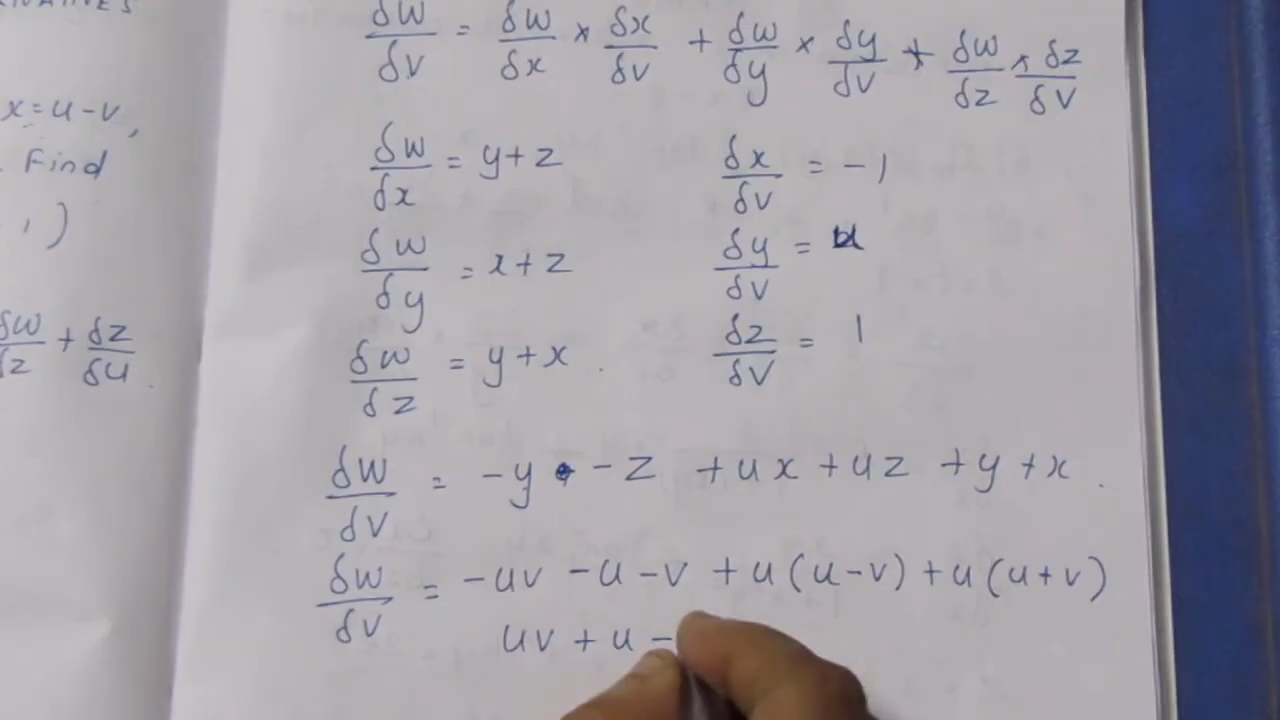 x = u - v,
. Find
, )
δw/δz + δz/δu .
δw/δv = δw/δx × δx/δv + δw/δy × δy/δv + δw/δz × δz/δv
δw/δx = y + z δx/δv = -1
δw/δy = x + z δy/δv = u
δw/δz = y + x . δz/δv = 1
δw/δv = -y - z + ux + uz + y + x .
δw/δv = -uv - u - v + u(u - v) + u(u + v)
uv + u -